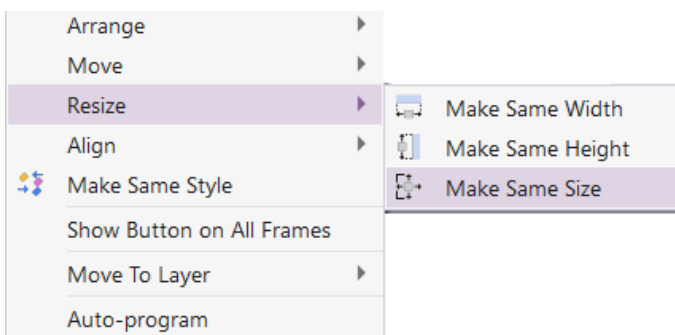 Arrange
Move
Resize
Make Same Width
Align
Make Same Height
Make Same Style
Make Same Size
Show Button on All Frames
Move To Layer
Auto-program